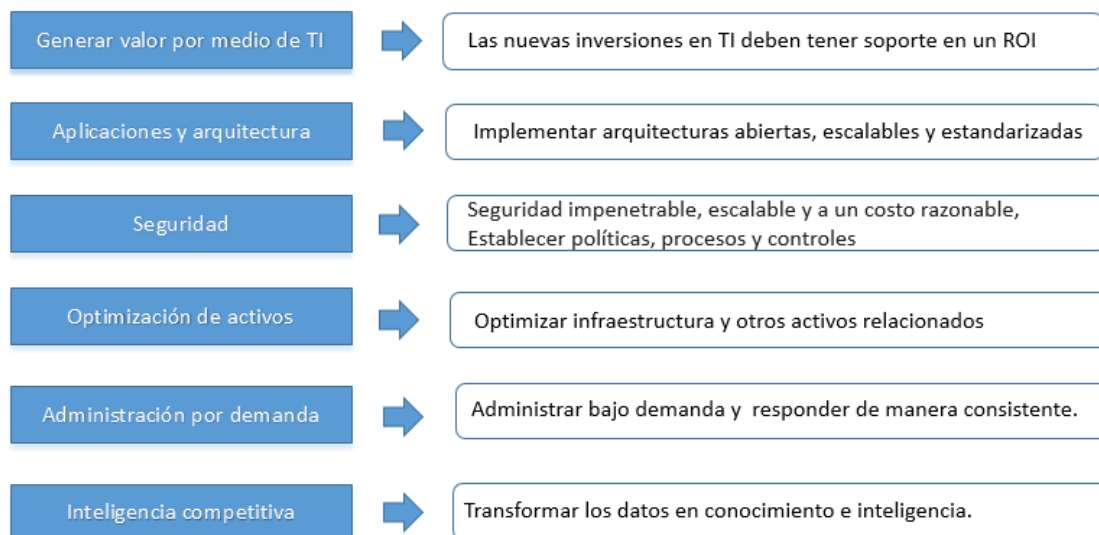 Generar valor por medio de TI
Las nuevas inversiones en TI deben tener soporte en un ROI
Aplicaciones y arquitectura
Implementar arquitecturas abiertas, escalables y estandarizadas
Seguridad
Seguridad impenetrable, escalable y a un costo razonable,
Establecer políticas, procesos y controles
Optimización de activos
Optimizar infraestructura y otros activos relacionados
Administración por demanda
Administrar bajo demanda y responder de manera consistente.
Inteligencia competitiva
Transformar los datos en conocimiento e inteligencia.